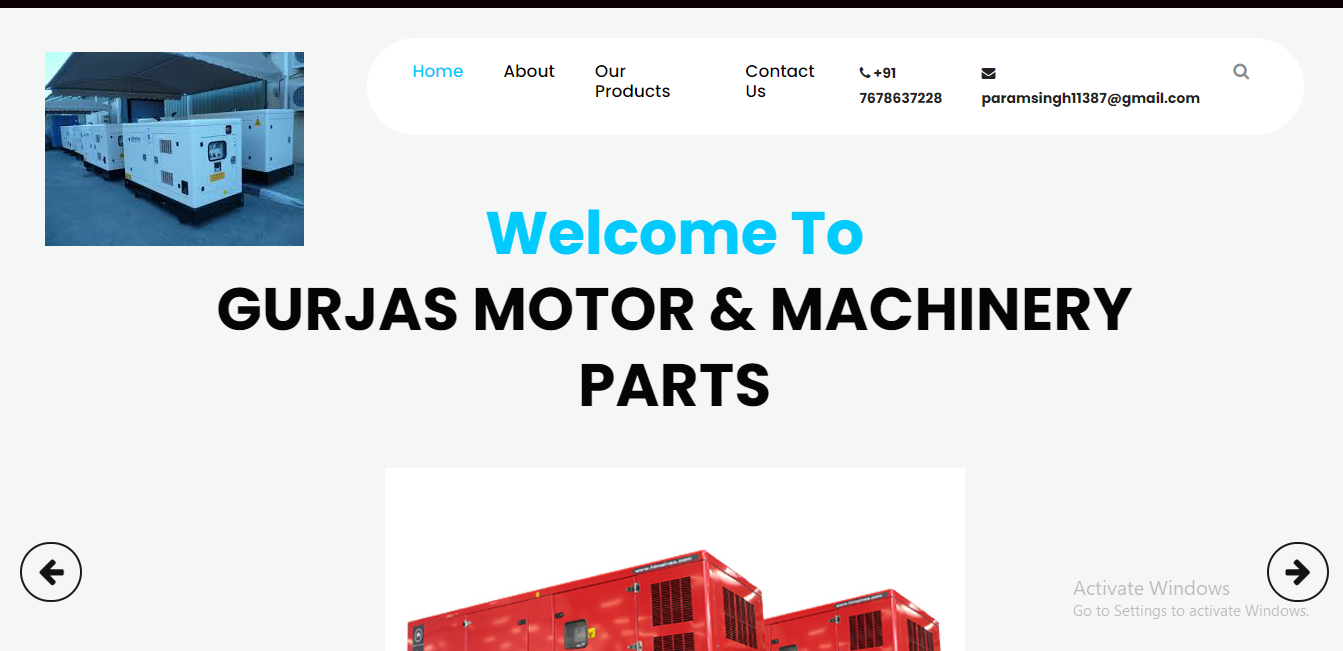 Home
About
Our
Products
Contact
Us
+91
7678637228
paramsingh11387@gmail.com
Welcome To
GURJAS MOTOR & MACHINERY
PARTS
Activate Windows
Go to Settings to activate Windows.